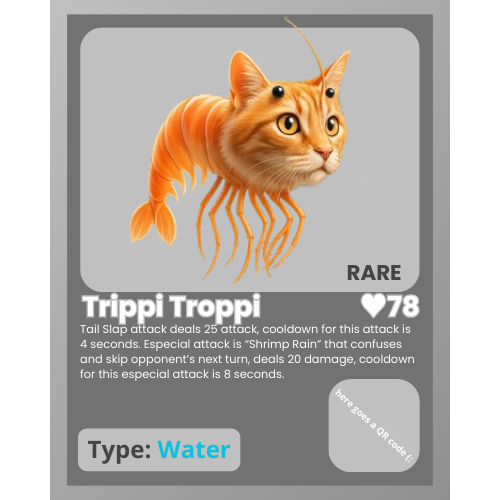 RARE
Trippi Troppi ♥78
Tail Slap attack deals 25 attack, cooldown for this attack is
4 seconds. Especial attack is “Shrimp Rain” that confuses
and skip opponent’s next turn, deals 20 damage, cooldown
for this especial attack is 8 seconds.
here goes a QR code (:
Type: Water